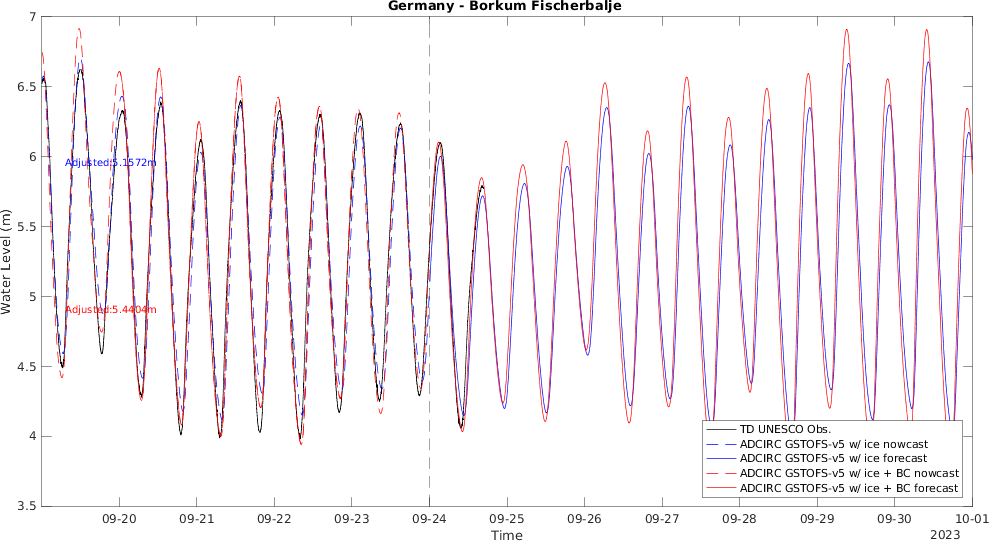 Germany - Borkum Fischerbalje
7
6.5
6
5.5
5
4.5
4
3.5
Water Level (m)
Adjusted:5.1572m
Adjusted:5.4404m
TD UNESCO Obs.
ADCIRC GSTOFS-v5 w/ ice nowcast
ADCIRC GSTOFS-v5 w/ ice forecast
ADCIRC GSTOFS-v5 w/ ice + BC nowcast
ADCIRC GSTOFS-v5 w/ ice + BC forecast
09-20 09-21 09-22 09-23 09-24 09-25 09-26 09-27 09-28 09-29 09-30 10-01
Time
2023